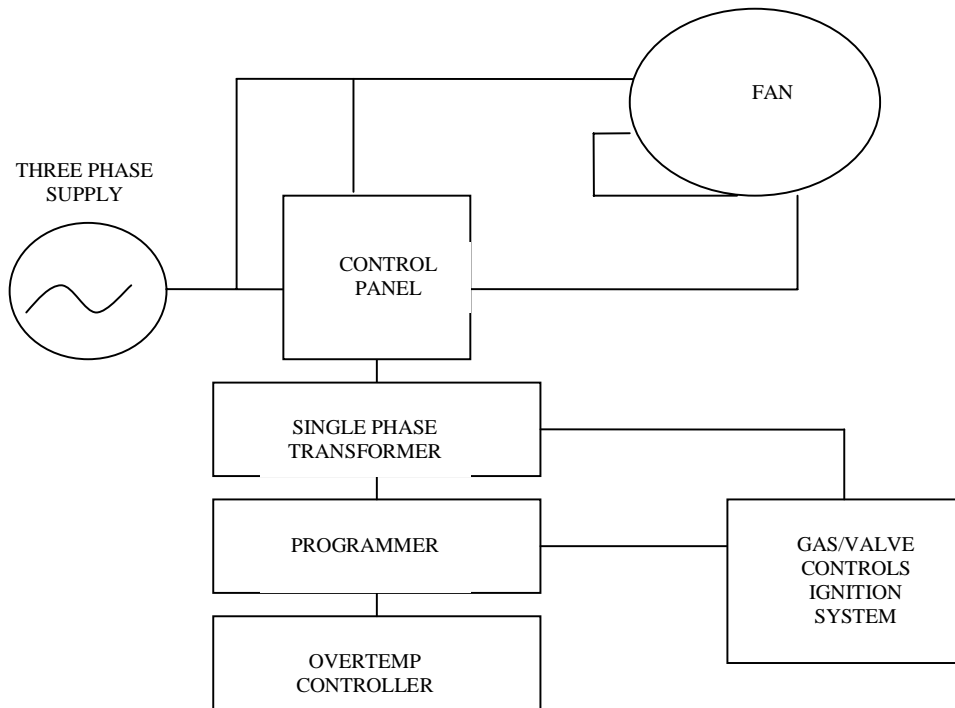 FAN
THREE PHASE
SUPPLY
CONTROL
PANEL
SINGLE PHASE
TRANSFORMER
PROGRAMMER
GAS/VALVE
CONTROLS
IGNITION
SYSTEM
OVERTEMP
CONTROLLER